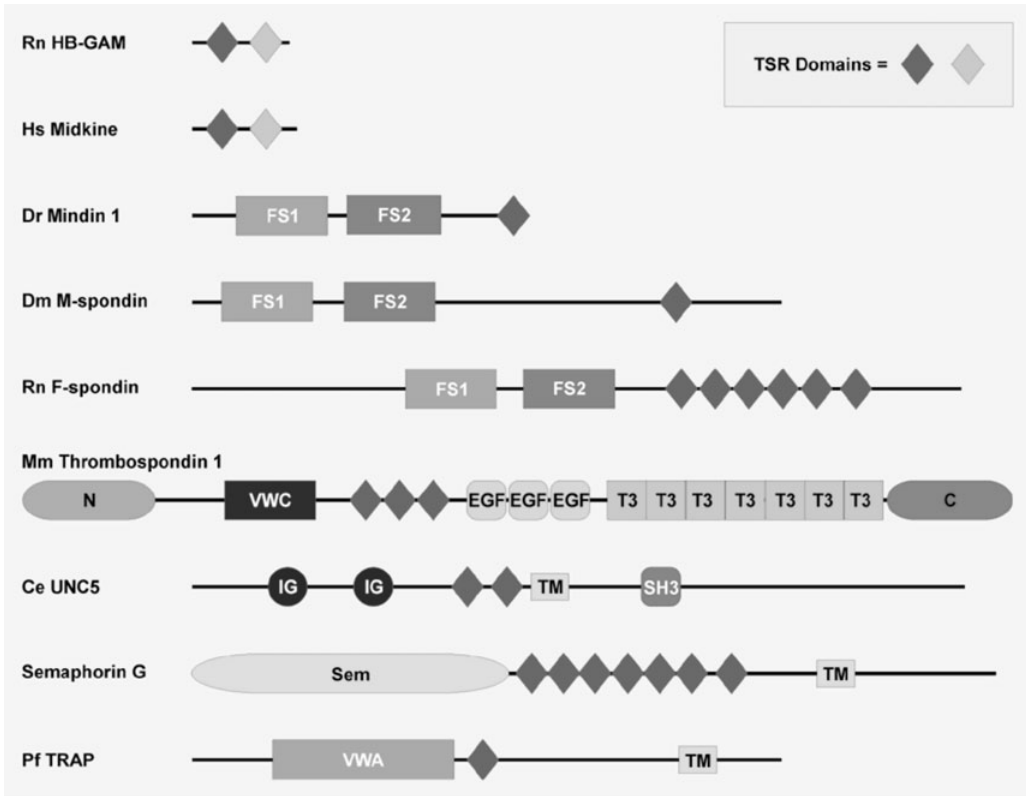 Rn HB-GAM
TSR Domains =
Hs Midkine
Dr Mindin 1 FS1 FS2
Dm M-spondin FS1 FS2
Rn F-spondin FS1 FS2
Mm Thrombospondin 1
N VWC EGF EGF EGF T3 T3 T3 T3 T3 T3 T3 C
Ce UNC5 IG IG TM SH3
Semaphorin G Sem TM
Pf TRAP VWA TM